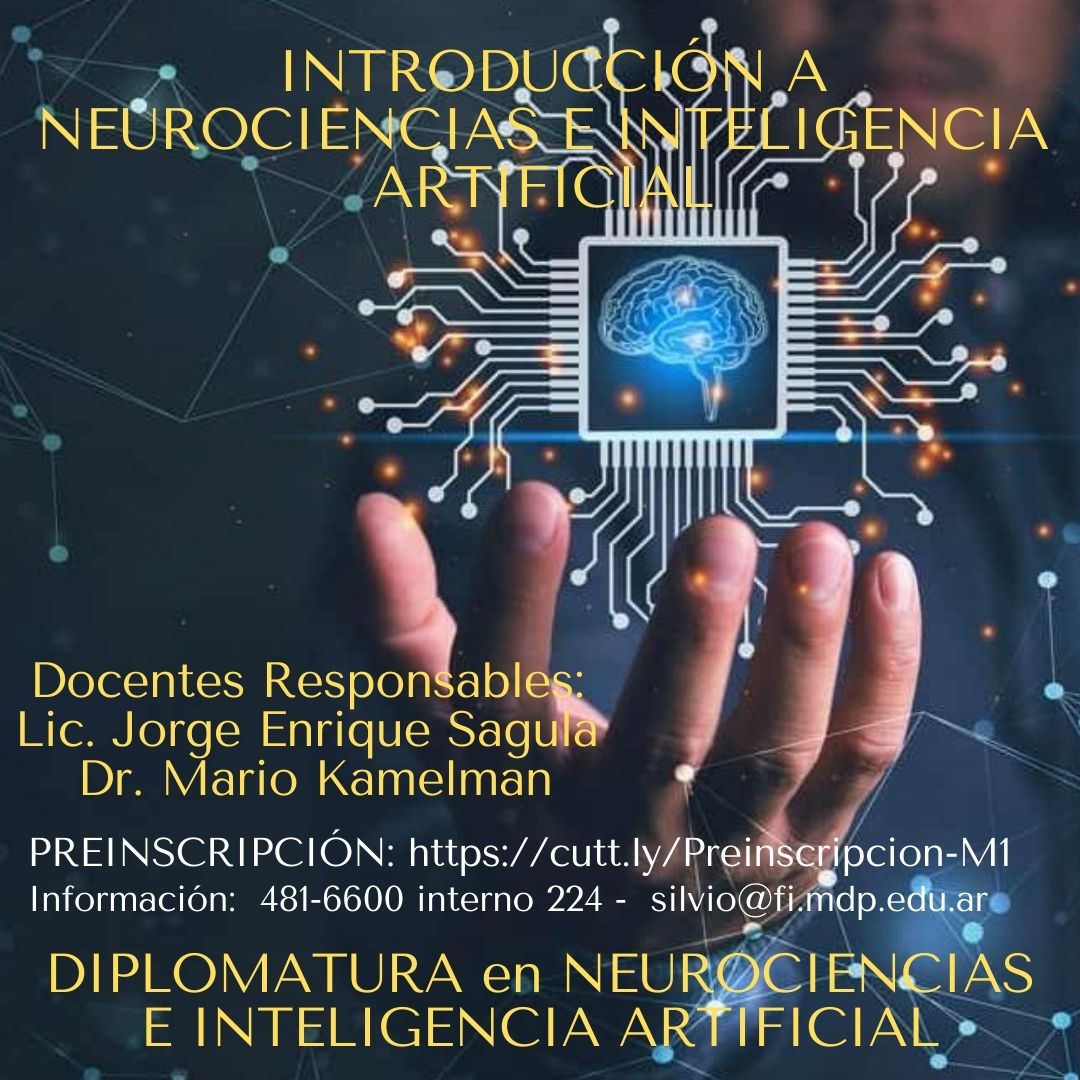 INTRODUCCIÓN A
NEUROCIENCIAS E INTELIGENCIA
ARTIFICIAL
Docentes Responsables:
Lic. Jorge Enrique Sagula
Dr. Mario Kamelman
PREINSCRIPCIÓN: https://cutt.ly/Preinscripcion-M1
Información: 481-6600 interno 224 - silvio@fi.mdp.edu.ar
DIPLOMATURA en NEUROCIENCIAS
E INTELIGENCIA ARTIFICIAL